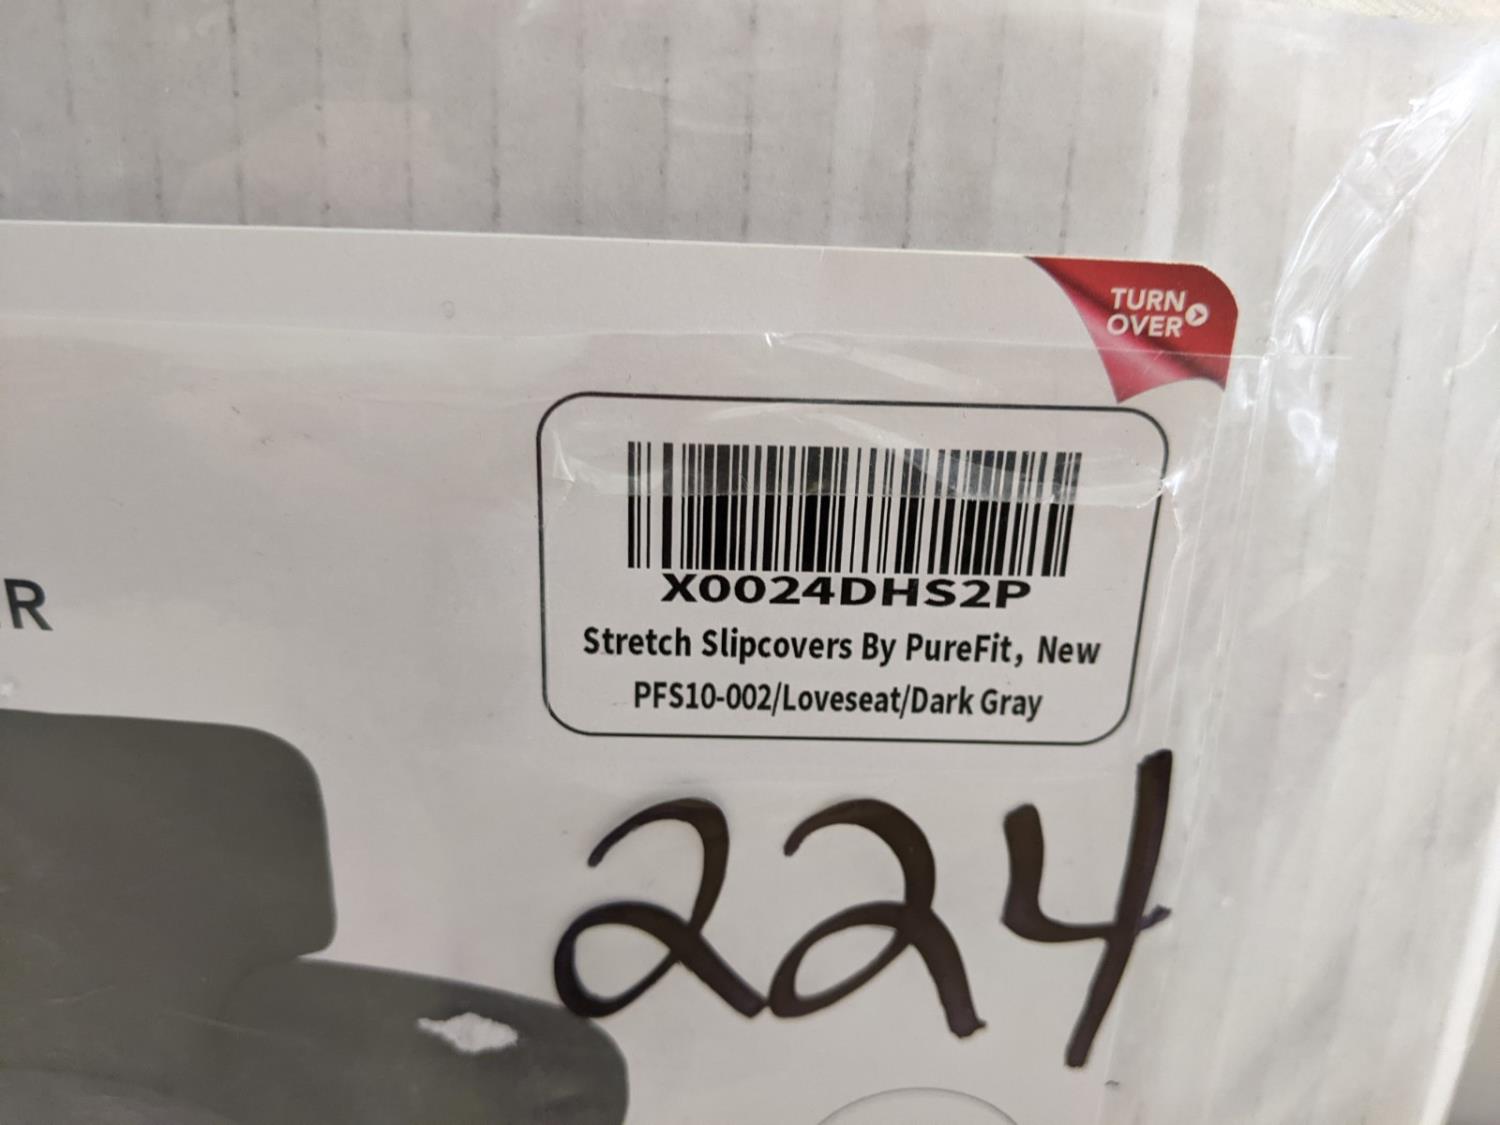 TURN
OVER
X0024DHS2P
Stretch Slipcovers By PureFit, New
PFS10-002/Loveseat/Dark Gray
R
224